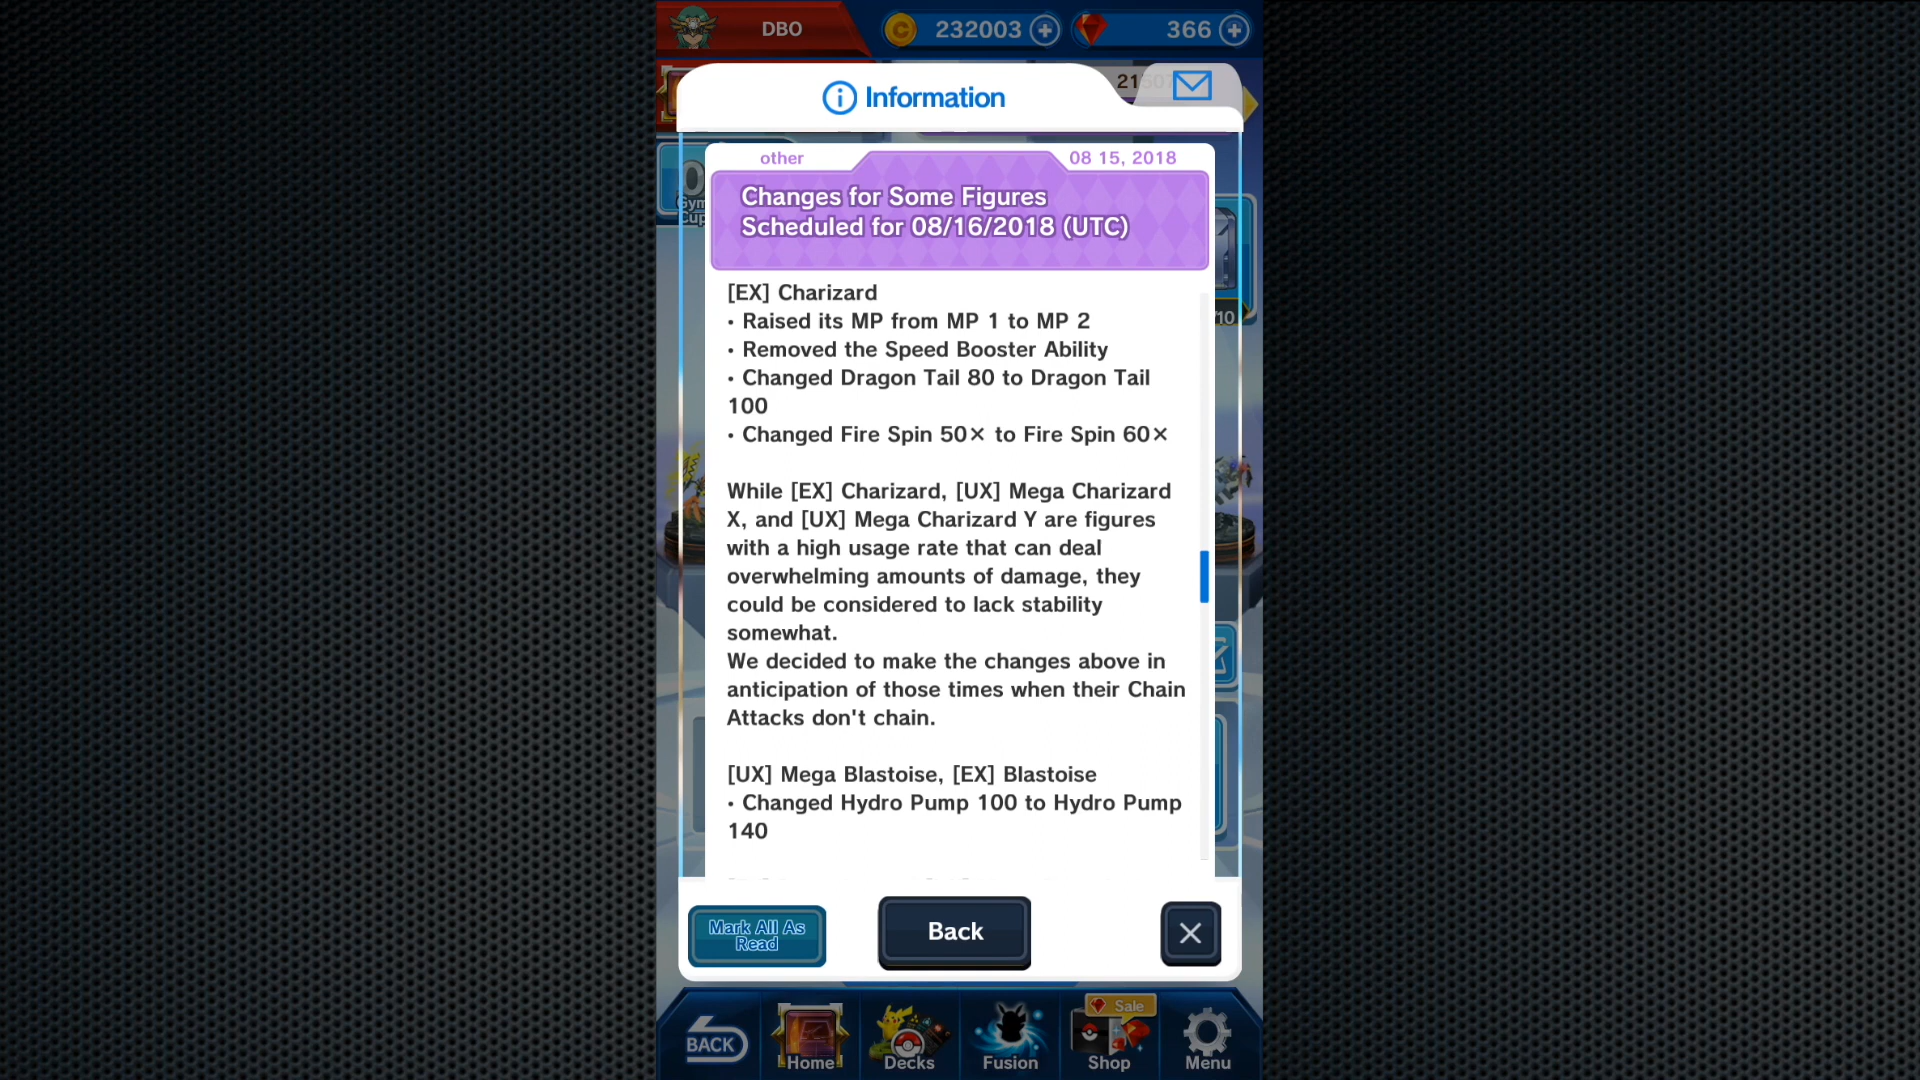 DBO
232003
366
Information
other
08 15, 2018
Changes for Some Figures
Scheduled for 08/16/2018 (UTC)
[EX] Charizard
• Raised its MP from MP 1 to MP 2
• Removed the Speed Booster Ability
• Changed Dragon Tail 80 to Dragon Tail
100
• Changed Fire Spin 50× to Fire Spin 60×
While [EX] Charizard, [UX] Mega Charizard
X, and [UX] Mega Charizard Y are figures
with a high usage rate that can deal
overwhelming amounts of damage, they
could be considered to lack stability
somewhat.
We decided to make the changes above in
anticipation of those times when their Chain
Attacks don't chain.
[UX] Mega Blastoise, [EX] Blastoise
• Changed Hydro Pump 100 to Hydro Pump
140
Mark All As
Read
Back
BACK
Home
Decks
Fusion
Sale
Shop
Menu